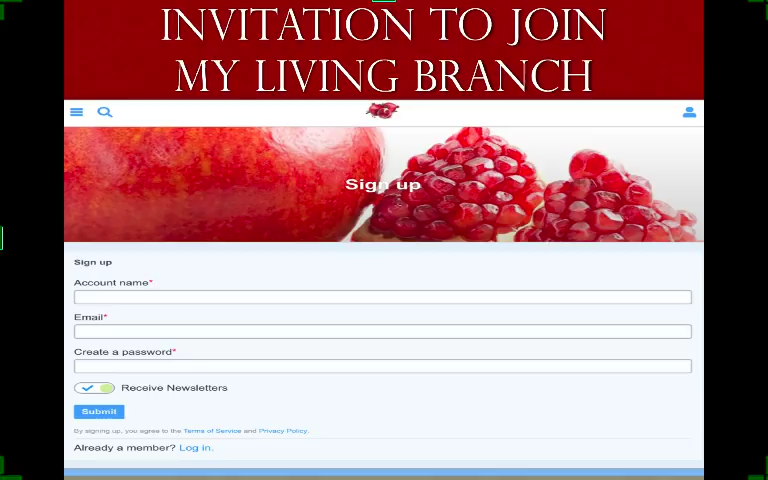 INVITATION TO JOIN
MY LIVING BRANCH
Sign up
Sign up
Account name*
Email*
Create a password*
Receive Newsletters
Submit
By signing up, you agree to the Terms of Service and Privacy Policy.
Already a member? Log in.